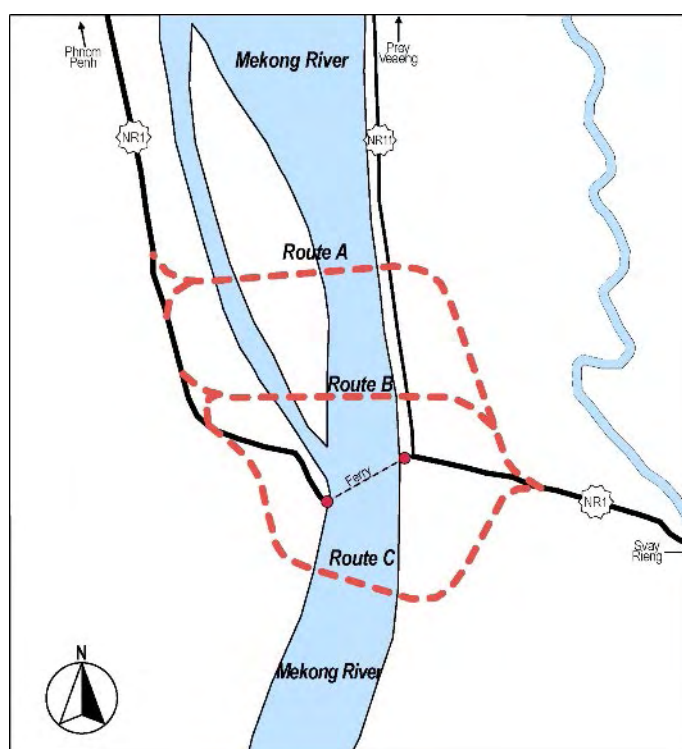 Phnom
Penh
Prey
Veaeng
Mekong River
NR1
NR11
Route A
Route B
Ferry
NR1
Route C
Svay
Rieng
N
Mekong River